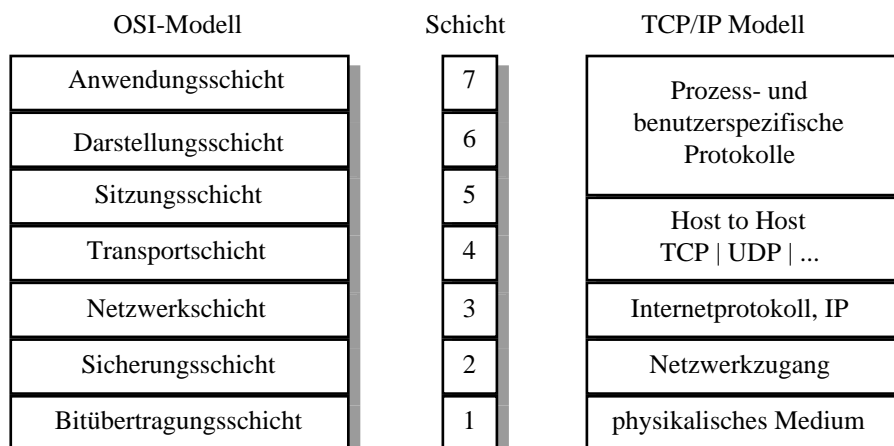 OSI-Modell Schicht TCP/IP Modell
Anwendungsschicht 7
Prozess- und
benutzerspezifische
Protokolle
Darstellungsschicht 6
Sitzungsschicht 5
Host to Host
TCP | UDP | ...
Transportschicht 4
Netzwerkschicht 3 Internetprotokoll, IP
Sicherungsschicht 2 Netzwerkzugang
Bitübertragungsschicht 1 physikalisches Medium